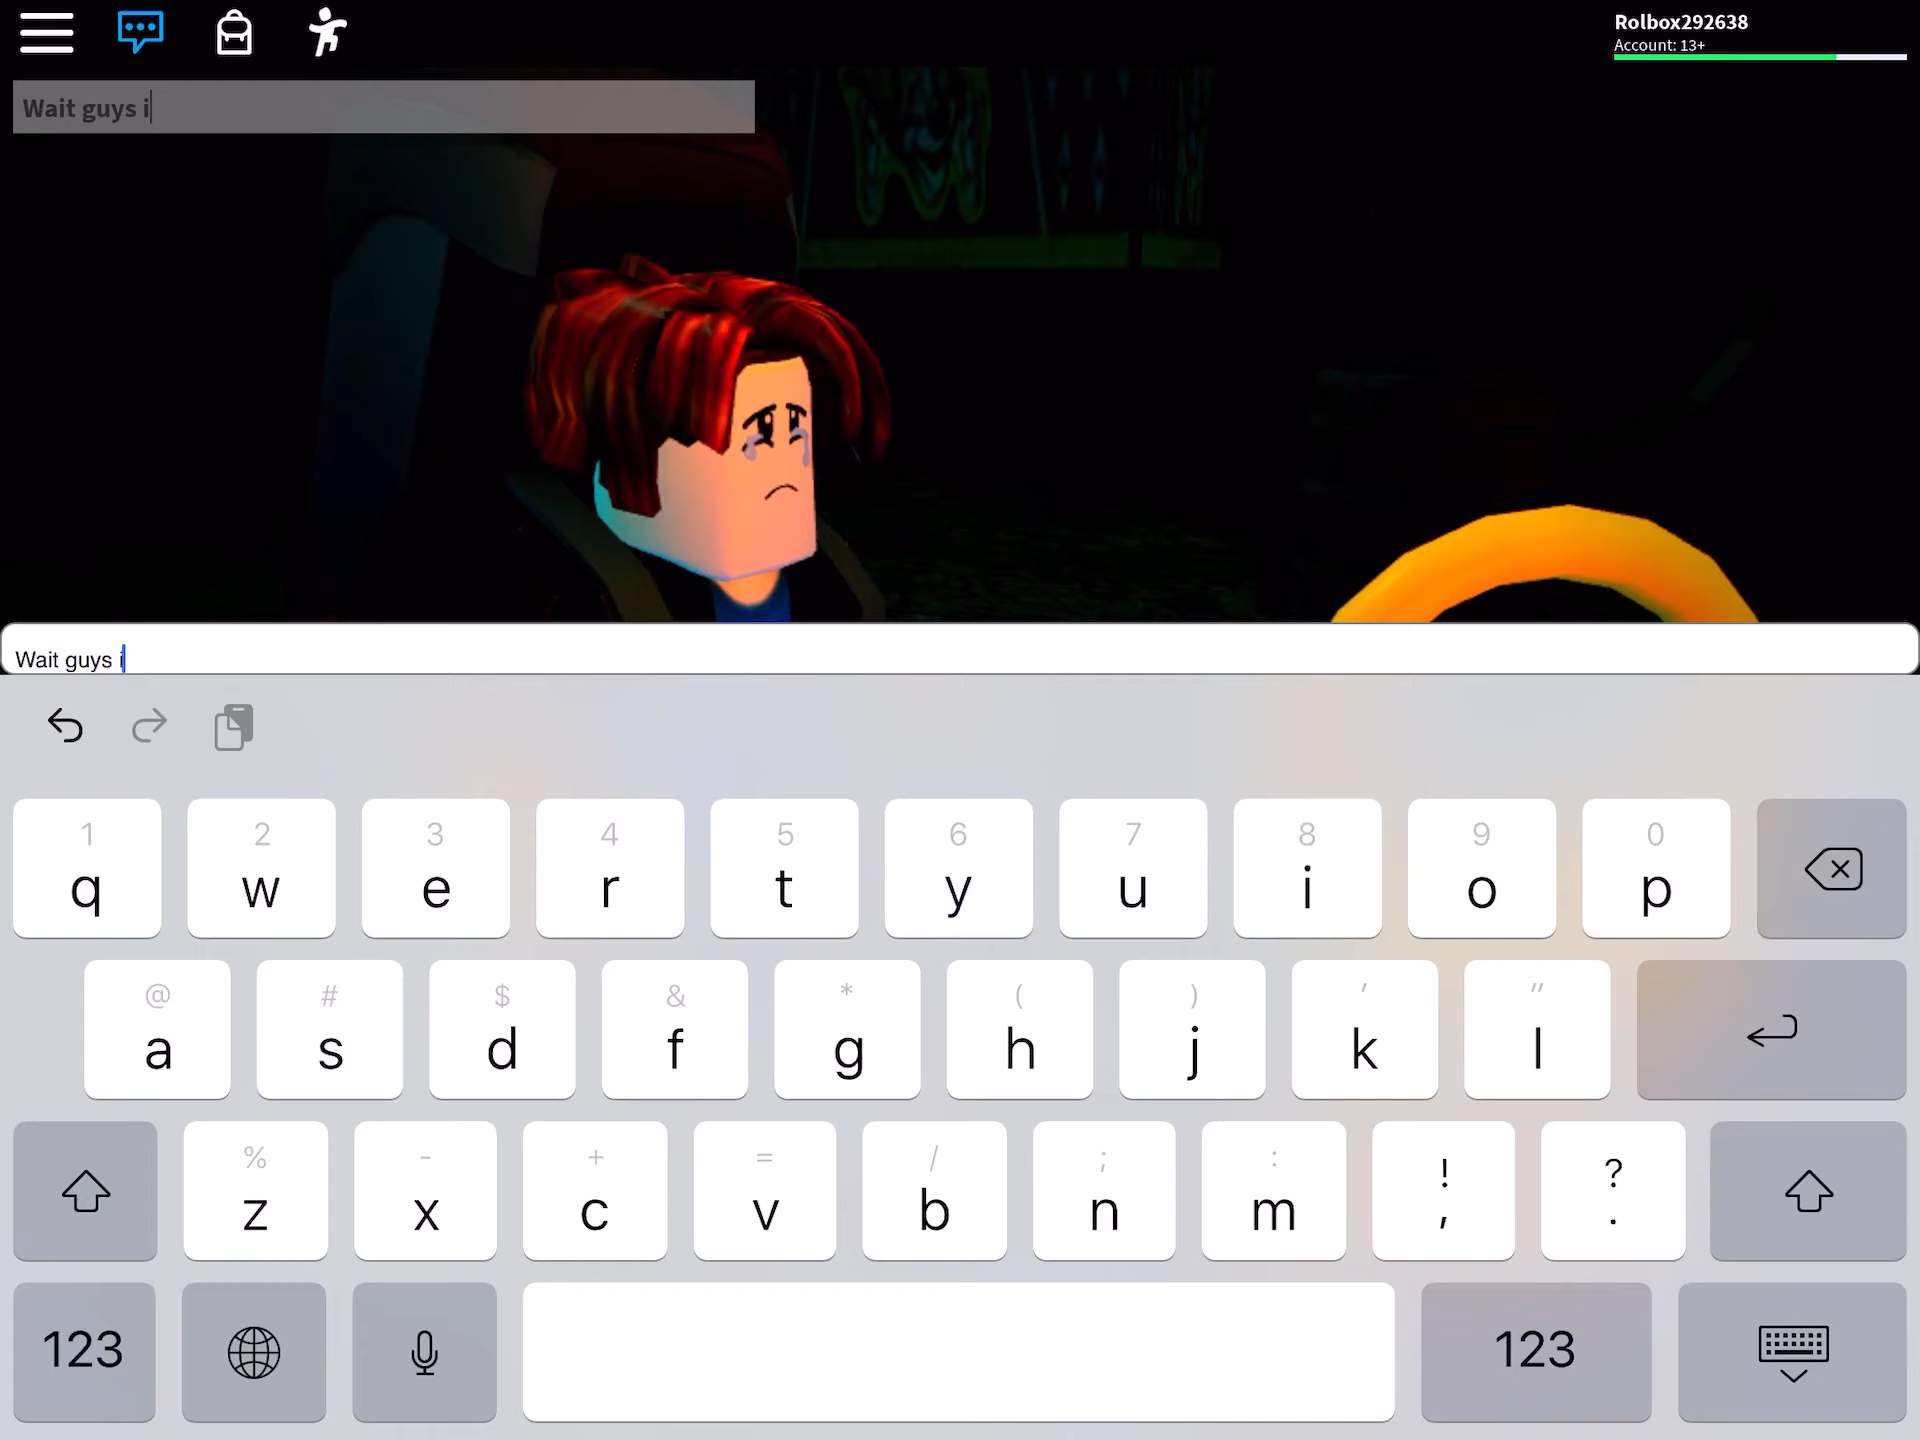 Rolbox292638
Account: 13+
Wait guys i
Wait guys i
1 2 3 4 5 6 7 8 9 0
q w e r t y u i o p
@ # $ & * ( ) ' "
a s d f g h j k l
% - + = / ; : ! ?
z x c v b n m , .
123 123